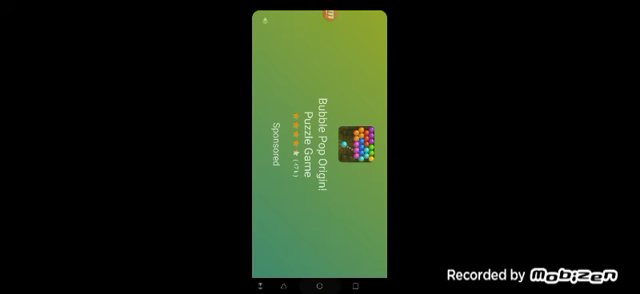 Bubble Pop Origin!
Puzzle Game
Sponsored
Recorded by Mobizen